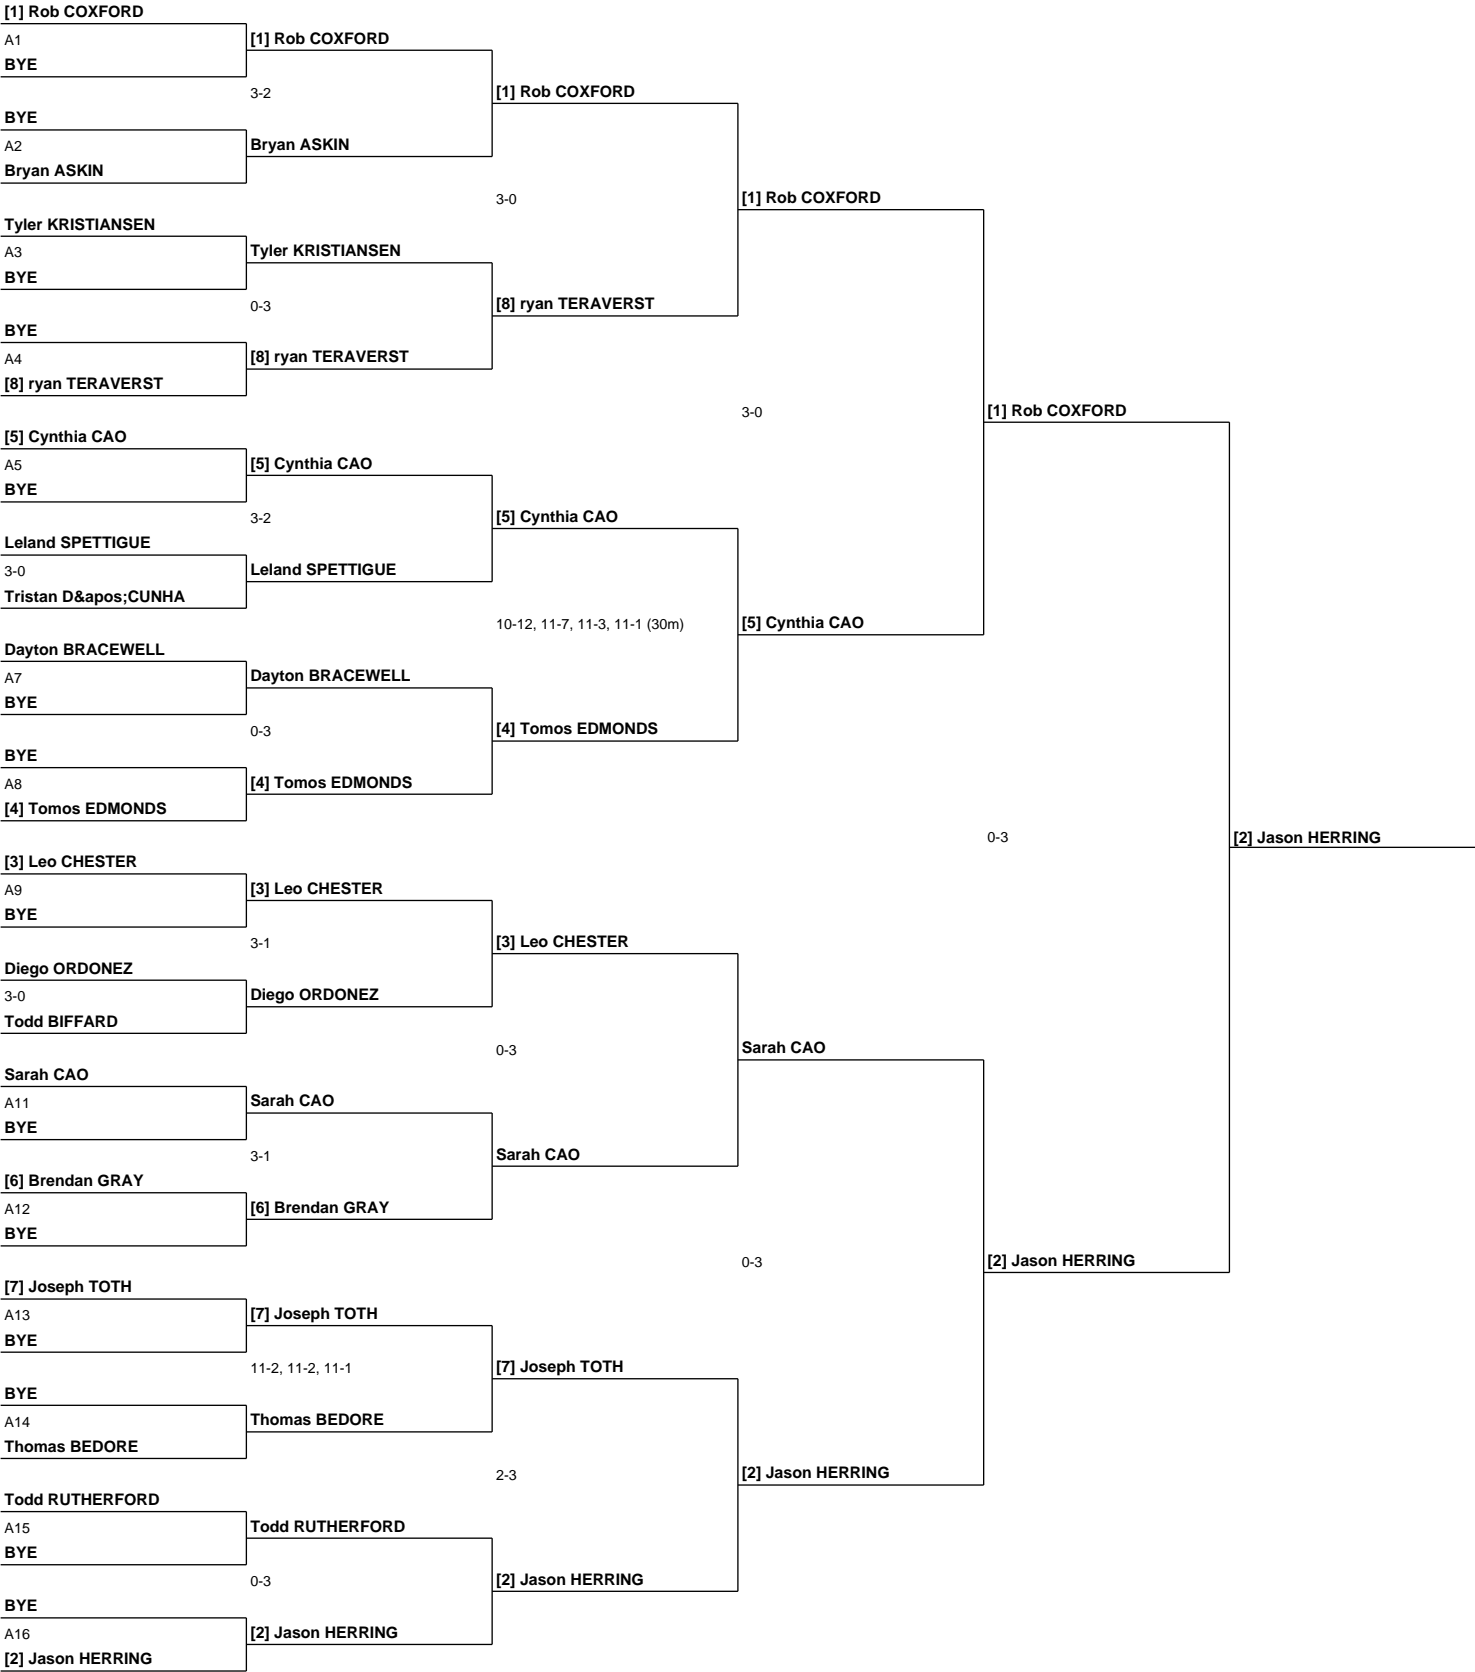 [1] Rob COXFORD
A1
BYE
BYE
A2
Bryan ASKIN
Tyler KRISTIANSEN
A3
BYE
BYE
A4
[8] ryan TERAVERST
[5] Cynthia CAO
A5
BYE
Leland SPETTIGUE
3-0
Tristan D&apos;CUNHA
Dayton BRACEWELL
A7
BYE
BYE
A8
[4] Tomos EDMONDS
[3] Leo CHESTER
A9
BYE
Diego ORDONEZ
3-0
Todd BIFFARD
Sarah CAO
A11
BYE
[6] Brendan GRAY
A12
BYE
[7] Joseph TOTH
A13
BYE
BYE
A14
Thomas BEDORE
Todd RUTHERFORD
A15
BYE
BYE
A16
[2] Jason HERRING
[1] Rob COXFORD
3-2
Bryan ASKIN
Tyler KRISTIANSEN
0-3
[8] ryan TERAVERST
[5] Cynthia CAO
3-2
Leland SPETTIGUE
Dayton BRACEWELL
0-3
[4] Tomos EDMONDS
[3] Leo CHESTER
3-1
Diego ORDONEZ
Sarah CAO
3-1
[6] Brendan GRAY
[7] Joseph TOTH
11-2, 11-2, 11-1
Thomas BEDORE
Todd RUTHERFORD
0-3
[2] Jason HERRING
[1] Rob COXFORD
3-0
[8] ryan TERAVERST
[5] Cynthia CAO
10-12, 11-7, 11-3, 11-1 (30m)
[4] Tomos EDMONDS
[3] Leo CHESTER
0-3
Sarah CAO
[7] Joseph TOTH
2-3
[2] Jason HERRING
[1] Rob COXFORD
3-0
[5] Cynthia CAO
Sarah CAO
0-3
[2] Jason HERRING
[1] Rob COXFORD
0-3
[2] Jason HERRING
[2] Jason HERRING